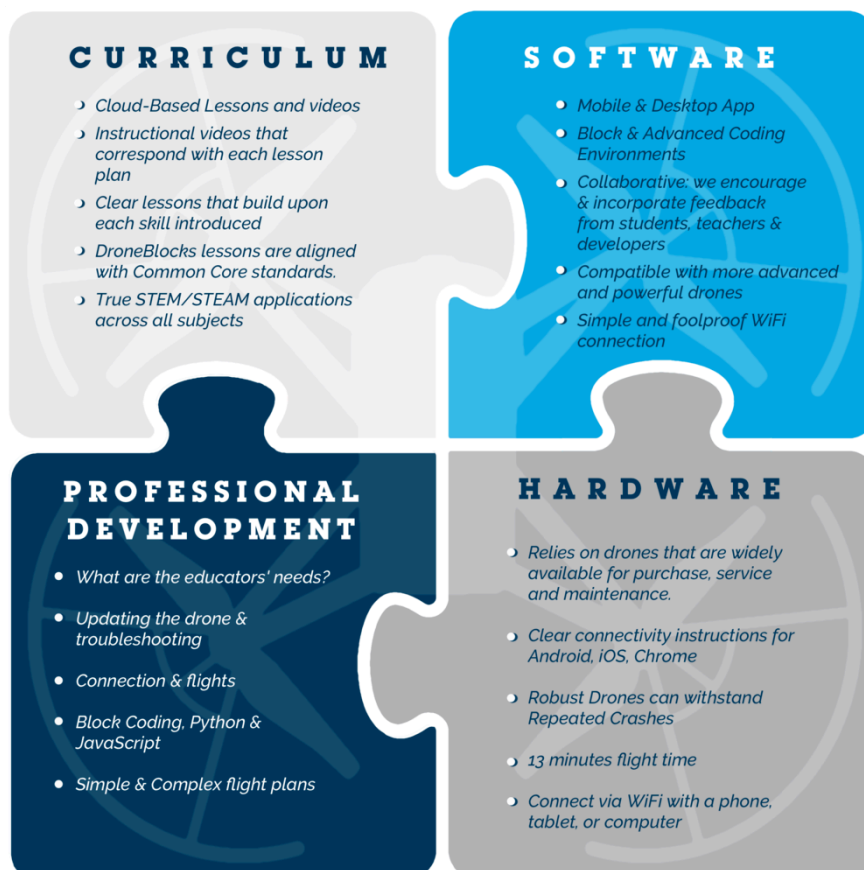 CURRICULUM
Cloud-Based Lessons and videos
Instructional videos that
correspond with each lesson
plan
Clear lessons that build upon
each skill introduced
DroneBlocks lessons are aligned
with Common Core standards.
True STEM/STEAM applications
across all subjects
SOFTWARE
Mobile & Desktop App
Block & Advanced Coding
Environments
Collaborative: we encourage
& incorporate feedback
from students, teachers &
developers
Compatible with more advanced
and powerful drones
Simple and foolproof WiFi
connection
PROFESSIONAL
DEVELOPMENT
What are the educators' needs?
Updating the drone &
troubleshooting
Connection & flights
Block Coding, Python &
JavaScript
Simple & Complex flight plans
HARDWARE
Relies on drones that are widely
available for purchase, service
and maintenance.
Clear connectivity instructions for
Android, iOS, Chrome
Robust Drones can withstand
Repeated Crashes
13 minutes flight time
Connect via WiFi with a phone,
tablet, or computer